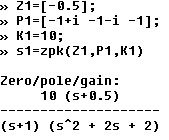 » Z1=[-0.5];
» P1=[-1+i -1-i -1];
» K1=10;
» s1=zpk(Z1,P1,K1)
Zero/pole/gain:
10 (s+0.5)
---------------------
(s+1) (s^2 + 2s + 2)